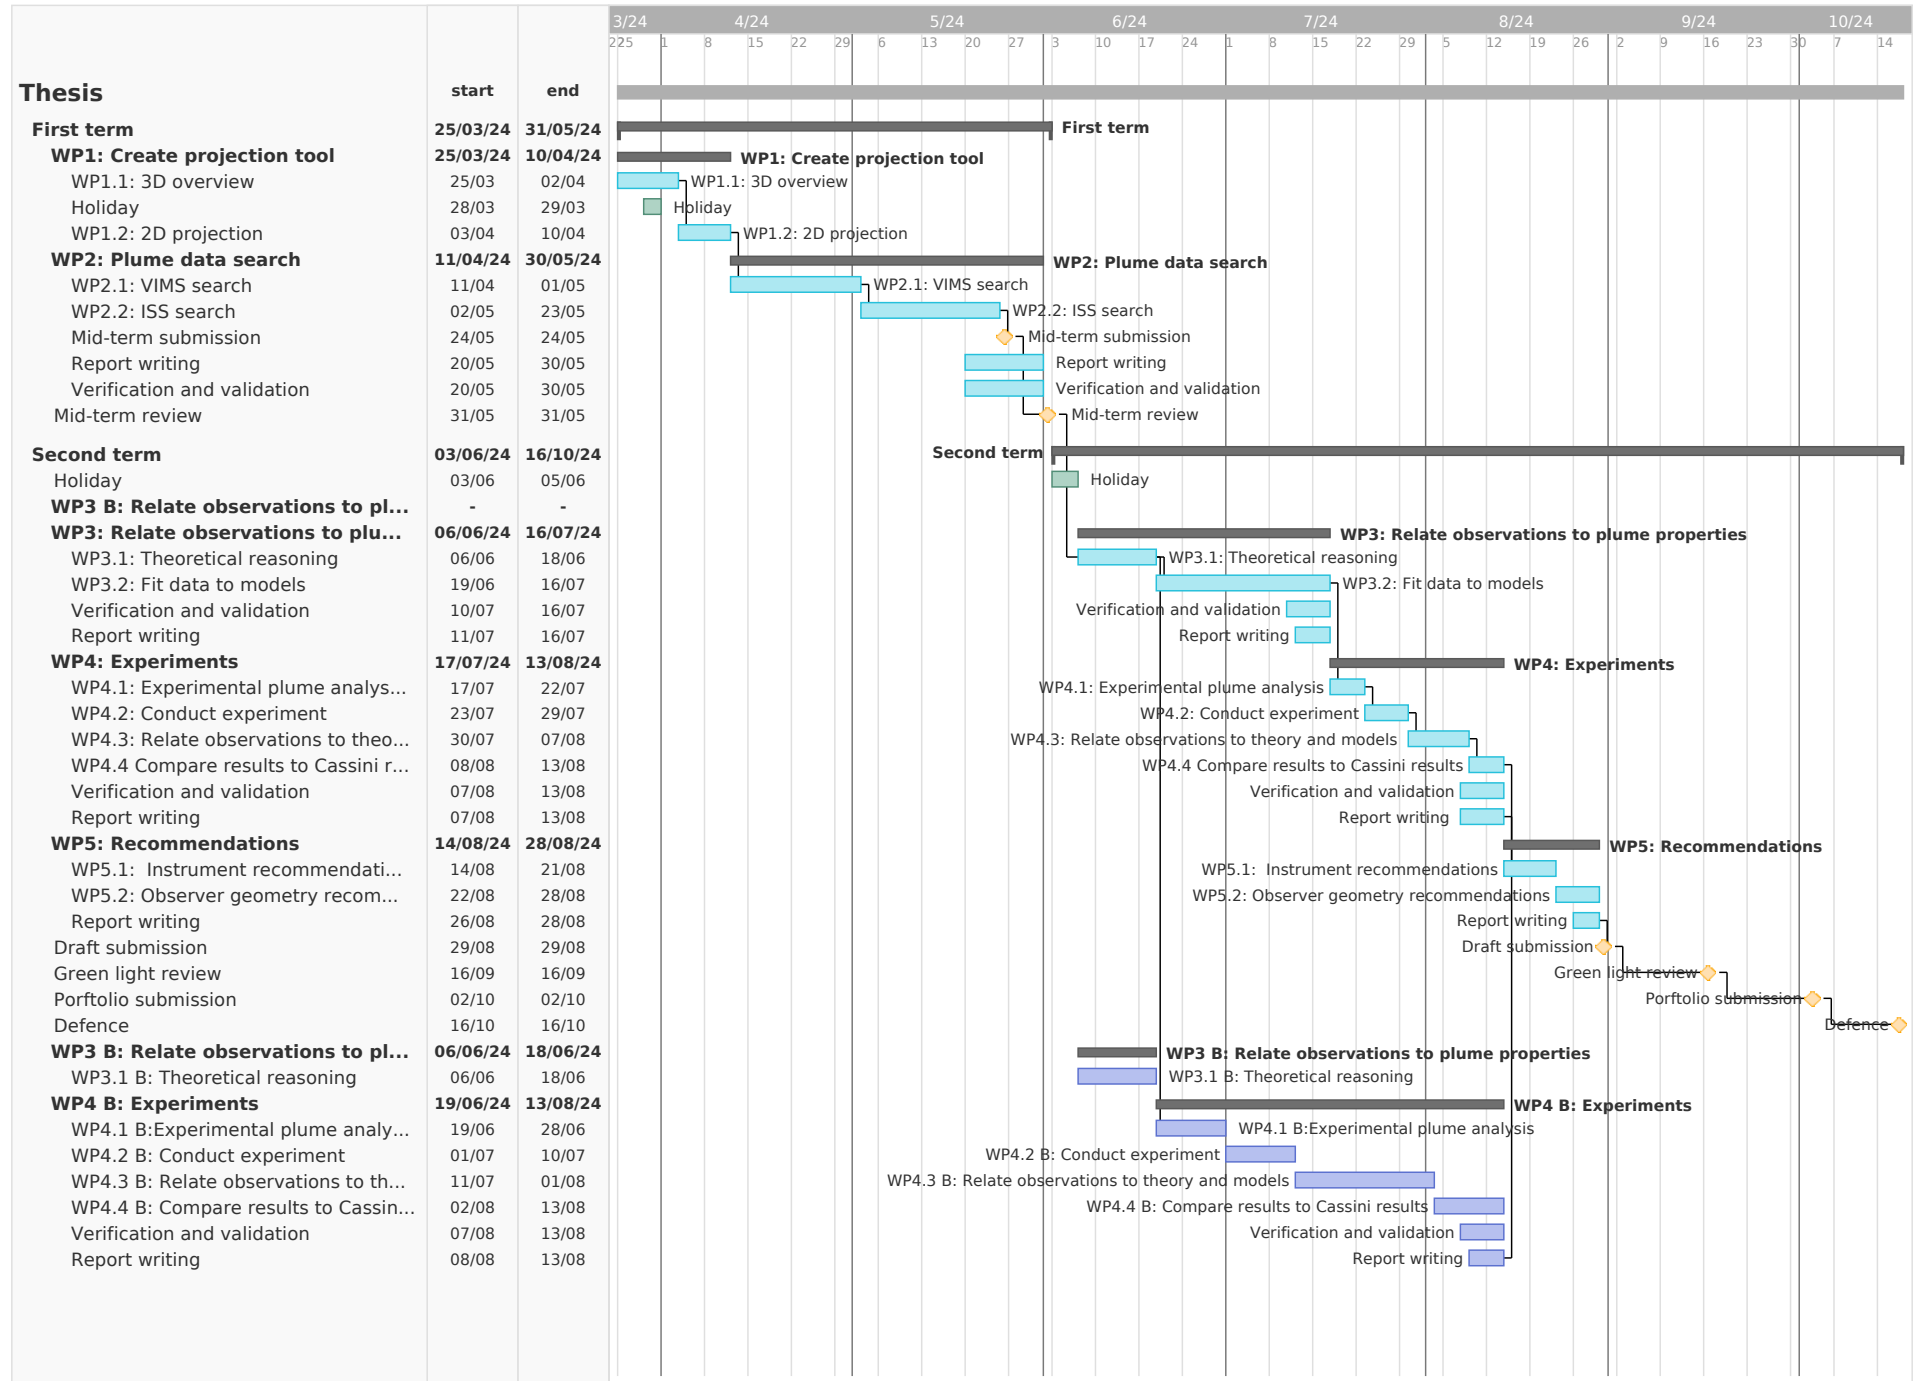 3/24 4/24 5/24 6/24 7/24 8/24 9/24 10/24
2 25 1 8 15 22 29 6 13 20 27 3 10 17 24 1 8 15 22 29 5 12 19 26 2 9 16 23 30 7 14
Thesis start end
First term 25/03/24 31/05/24 First term
WP1: Create projection tool 25/03/24 10/04/24 WP1: Create projection tool
WP1.1: 3D overview 25/03 02/04 WP1.1: 3D overview
Holiday 28/03 29/03 Holiday
WP1.2: 2D projection 03/04 10/04 WP1.2: 2D projection
WP2: Plume data search 11/04/24 30/05/24 WP2: Plume data search
WP2.1: VIMS search 11/04 01/05 WP2.1: VIMS search
WP2.2: ISS search 02/05 23/05 WP2.2: ISS search
Mid-term submission 24/05 24/05 Mid-term submission
Report writing 20/05 30/05 Report writing
Verification and validation 20/05 30/05 Verification and validation
Mid-term review 31/05 31/05 Mid-term review
Second term 03/06/24 16/10/24 Second term
Holiday 03/06 05/06 Holiday
WP3 B: Relate observations to pl... - -
WP3: Relate observations to plu... 06/06/24 16/07/24 WP3: Relate observations to plume properties
WP3.1: Theoretical reasoning 06/06 18/06 WP3.1: Theoretical reasoning
WP3.2: Fit data to models 19/06 16/07 WP3.2: Fit data to models
Verification and validation 10/07 16/07 Verification and validation
Report writing 11/07 16/07 Report writing
WP4: Experiments 17/07/24 13/08/24 WP4: Experiments
WP4.1: Experimental plume analys... 17/07 22/07 WP4.1: Experimental plume analysis
WP4.2: Conduct experiment 23/07 29/07 WP4.2: Conduct experiment
WP4.3: Relate observations to theo... 30/07 07/08 WP4.3: Relate observations to theory and models
WP4.4 Compare results to Cassini r... 08/08 13/08 WP4.4 Compare results to Cassini results
Verification and validation 07/08 13/08 Verification and validation
Report writing 07/08 13/08 Report writing
WP5: Recommendations 14/08/24 28/08/24 WP5: Recommendations
WP5.1:  Instrument recommendati... 14/08 21/08 WP5.1:  Instrument recommendations
WP5.2: Observer geometry recom... 22/08 28/08 WP5.2: Observer geometry recommendations
Report writing 26/08 28/08 Report writing
Draft submission 29/08 29/08 Draft submission
Green light review 16/09 16/09 Green light review
Porftolio submission 02/10 02/10 Porftolio submission
Defence 16/10 16/10 Defence
WP3 B: Relate observations to pl... 06/06/24 18/06/24 WP3 B: Relate observations to plume properties
WP3.1 B: Theoretical reasoning 06/06 18/06 WP3.1 B: Theoretical reasoning
WP4 B: Experiments 19/06/24 13/08/24 WP4 B: Experiments
WP4.1 B:Experimental plume analy... 19/06 28/06 WP4.1 B:Experimental plume analysis
WP4.2 B: Conduct experiment 01/07 10/07 WP4.2 B: Conduct experiment
WP4.3 B: Relate observations to th... 11/07 01/08 WP4.3 B: Relate observations to theory and models
WP4.4 B: Compare results to Cassin... 02/08 13/08 WP4.4 B: Compare results to Cassini results
Verification and validation 07/08 13/08 Verification and validation
Report writing 08/08 13/08 Report writing